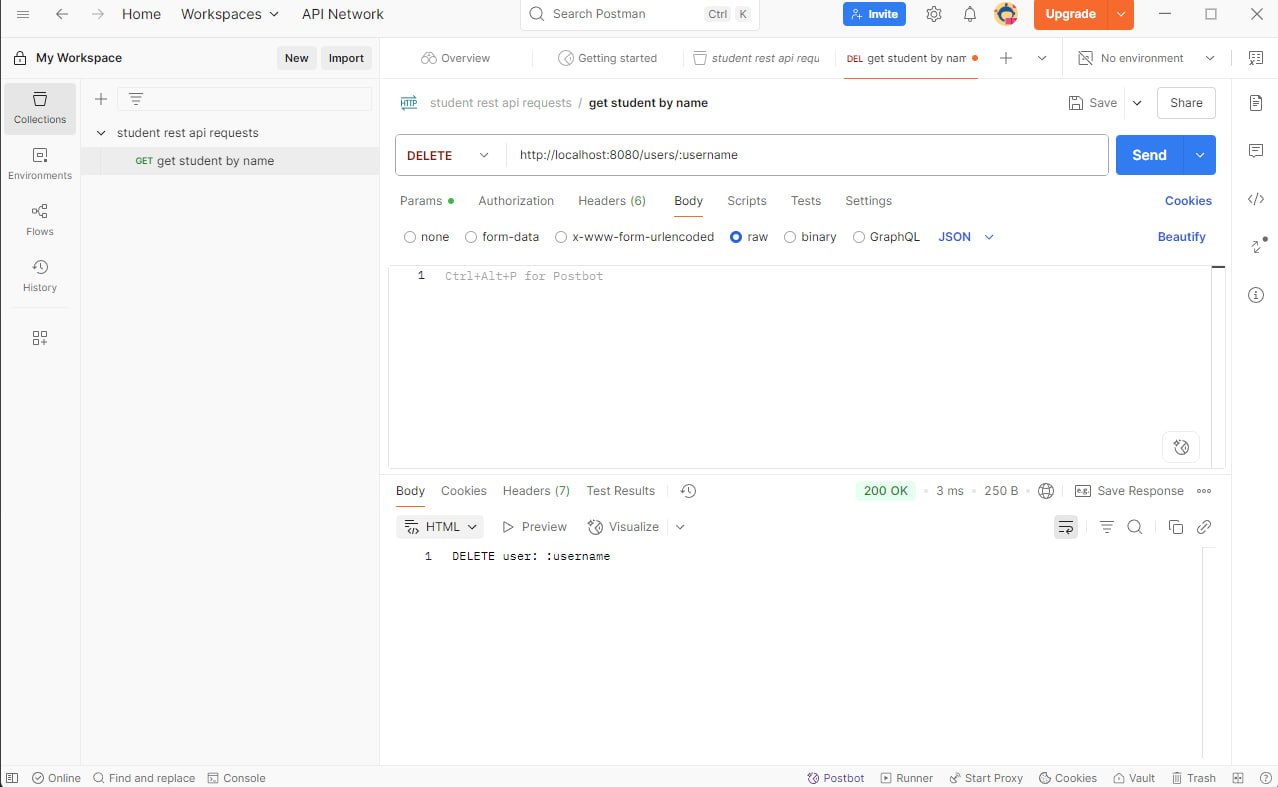 Home Workspaces API Network Search Postman Ctrl K Invite Upgrade
My Workspace New Import Overview Getting started student rest api requ DEL get student by nam No environment
Collections
Environments
Flows
History
student rest api requests
GET get student by name
HTTP student rest api requests / get student by name Save Share
DELETE http://localhost:8080/users/:username Send
Params Authorization Headers (6) Body Scripts Tests Settings Cookies
none form-data x-www-form-urlencoded raw binary GraphQL JSON Beautify
1 Ctrl+Alt+P for Postbot
Body Cookies Headers (7) Test Results 200 OK • 3 ms • 250 B • e.g. Save Response
HTML Preview Visualize
1 DELETE user: :username
Online Find and replace Console Postbot Runner Start Proxy Cookies Vault Trash